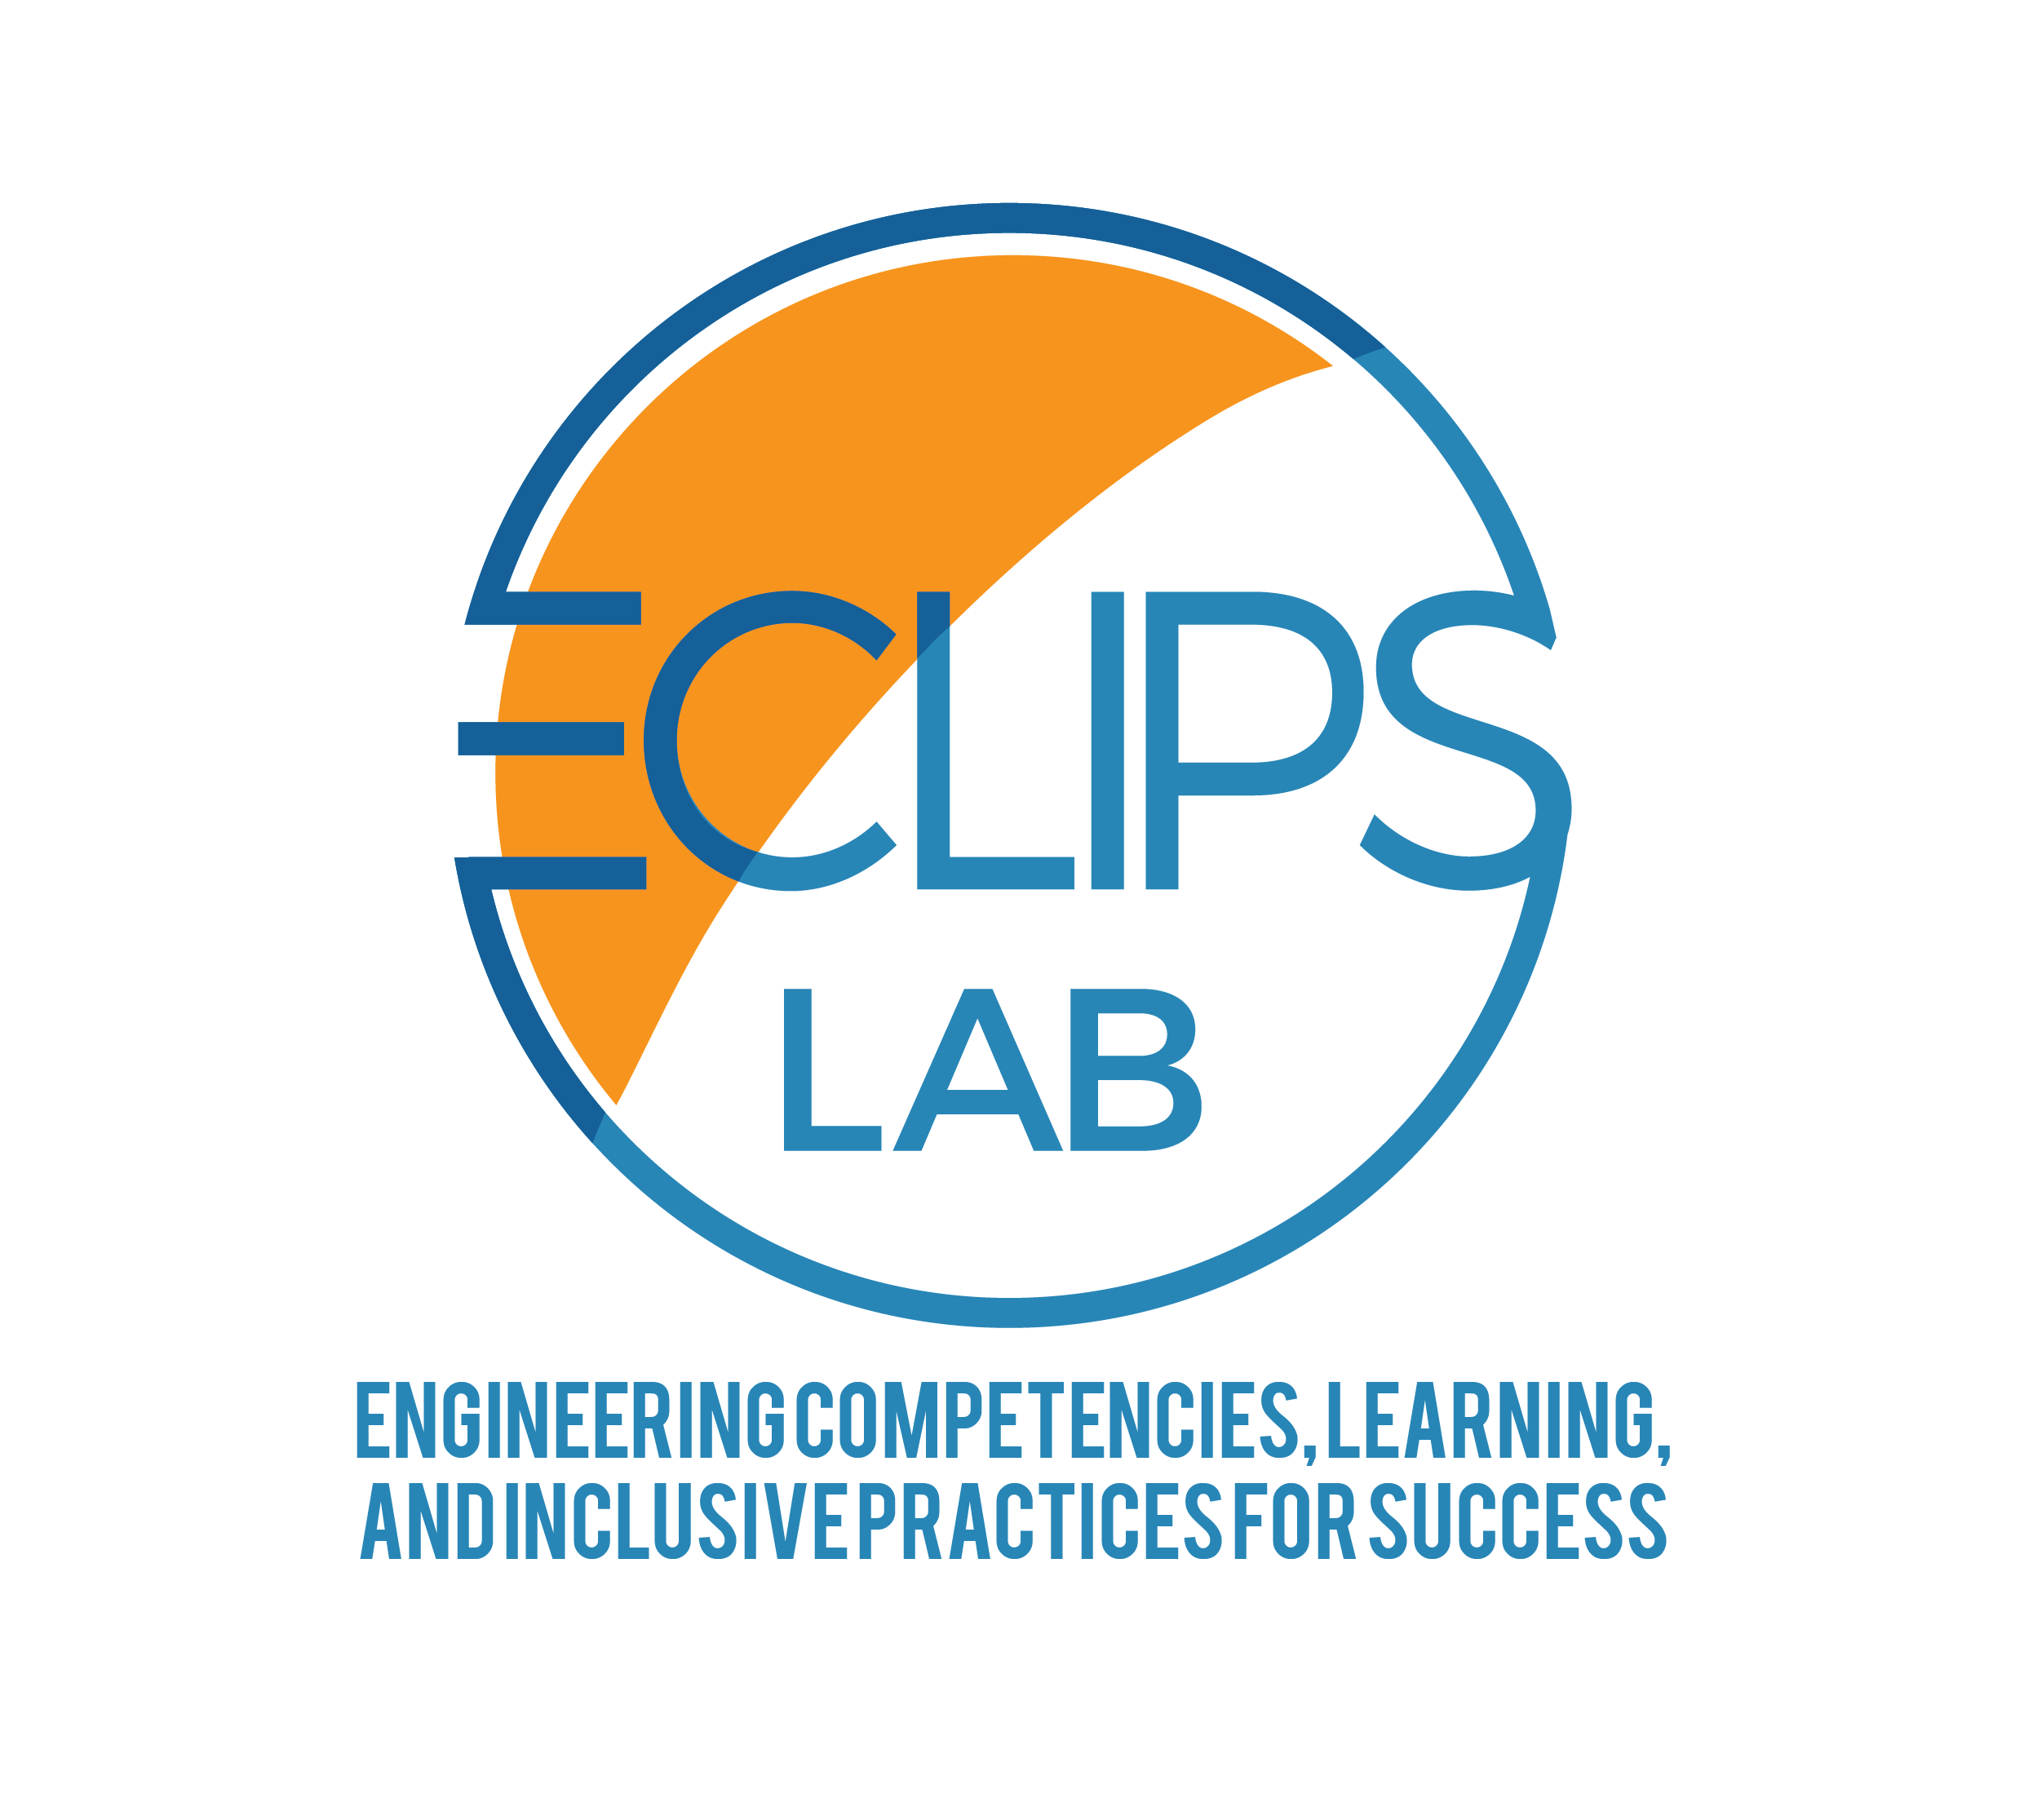 ECLIPS
LAB
ENGINEERING COMPETENCIES, LEARNING,
AND INCLUSIVE PRACTICES FOR SUCCESS